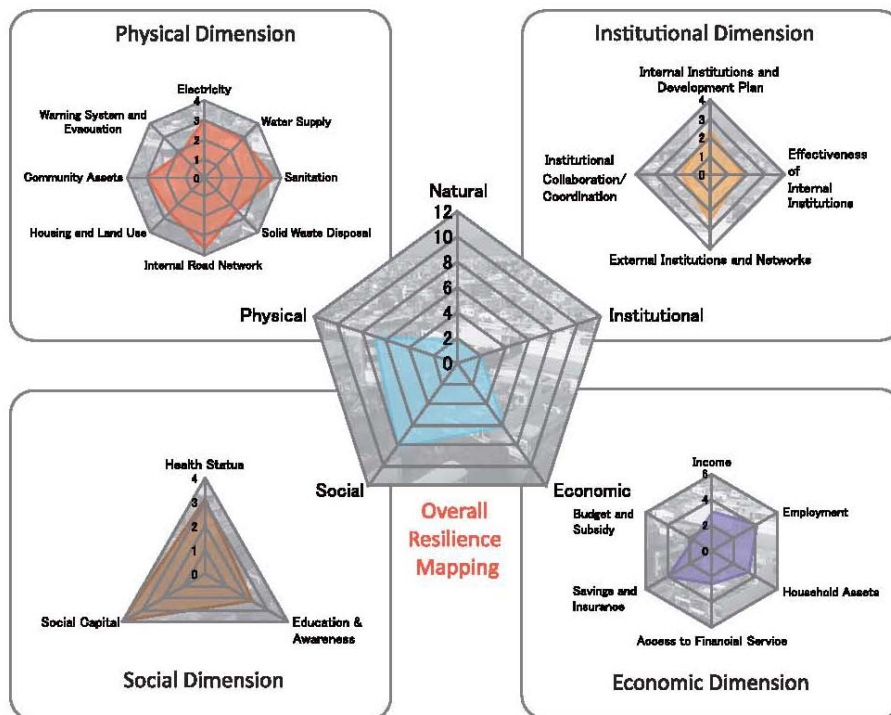 Physical Dimension
Electricity
4
3
2
1
0
Warning System and
Evacuation
Water Supply
Community Assets
Sanitation
Housing and Land Use
Solid Waste Disposal
Internal Road Network
Institutional Dimension
Internal Institutions and
Development Plan
4
3
2
1
0
Institutional
Collaboration/
Coordination
Effectiveness
of
Internal
Institutions
External Institutions and Networks
Natural
12
10
8
6
4
2
0
Physical
Institutional
Social
Economic
Overall
Resilience
Mapping
Health Status
4
3
2
1
0
Social Capital
Education &
Awareness
Social Dimension
Income
6
4
2
0
Budget and
Subsidy
Employment
Savings and
Insurance
Household Assets
Access to Financial Service
Economic Dimension